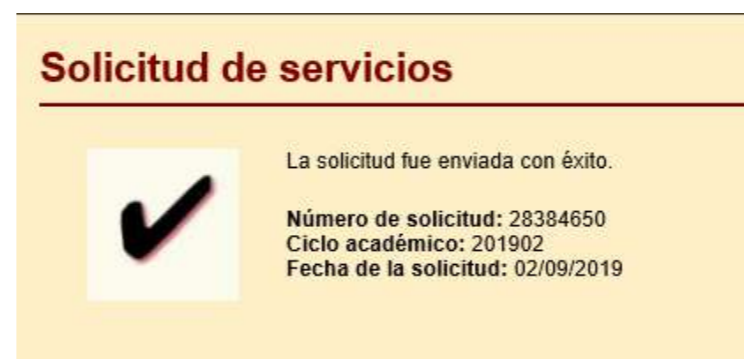 Solicitud de servicios
La solicitud fue enviada con éxito.
Número de solicitud: 28384650
Ciclo académico: 201902
Fecha de la solicitud: 02/09/2019